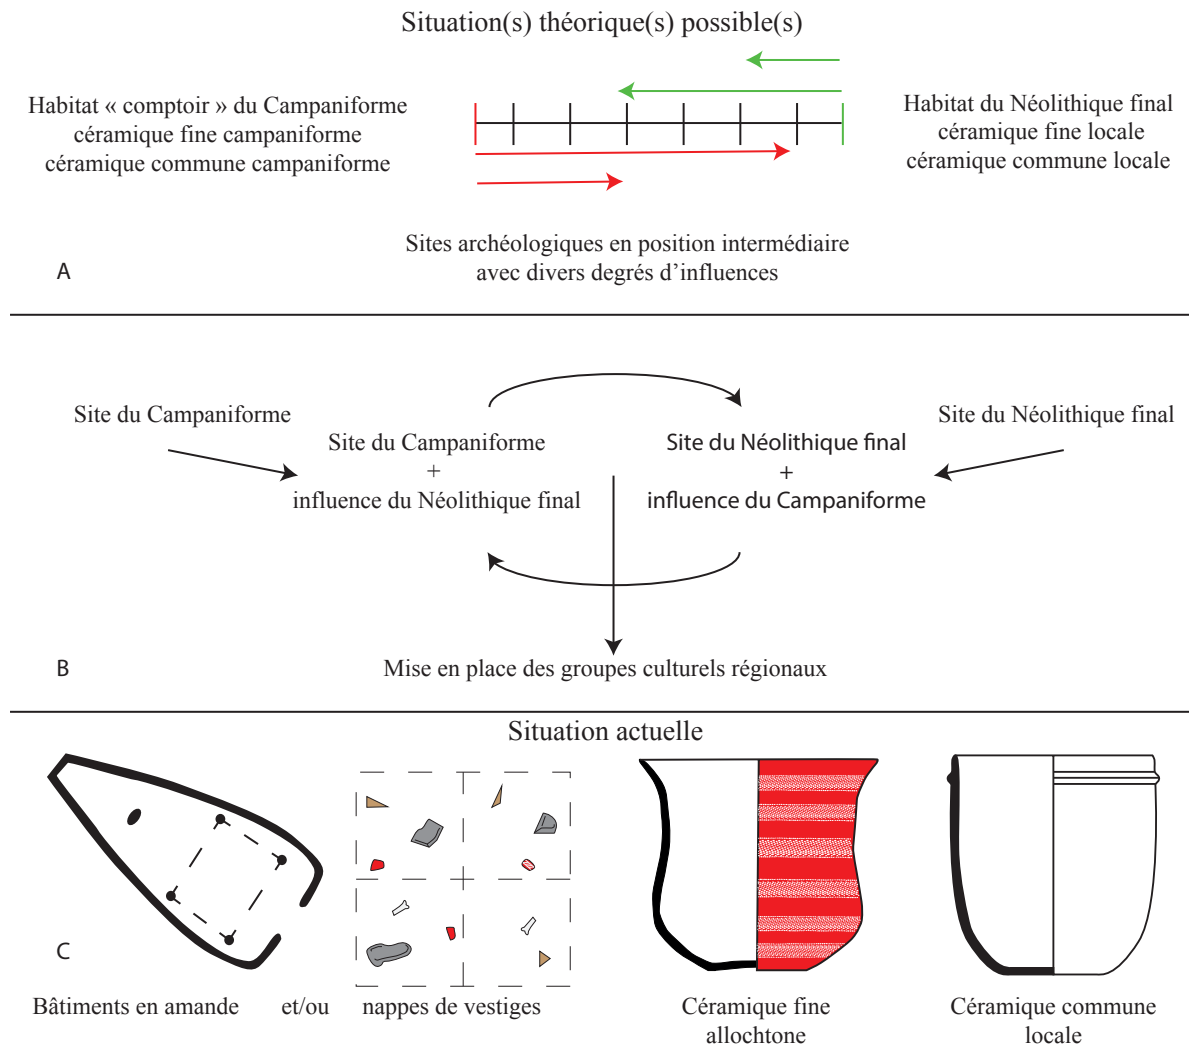 Situation(s) théorique(s) possible(s)
Habitat « comptoir » du Campaniforme
céramique fine campaniforme
céramique commune campaniforme
Habitat du Néolithique final
céramique fine locale
céramique commune locale
Sites archéologiques en position intermédiaire
avec divers degrés d’influences
A
Site du Campaniforme
Site du Néolithique final
Site du Campaniforme
+
influence du Néolithique final
Site du Néolithique final
+
influence du Campaniforme
Mise en place des groupes culturels régionaux
B
Situation actuelle
C
Bâtiments en amande
et/ou
nappes de vestiges
Céramique fine
allochtone
Céramique commune
locale